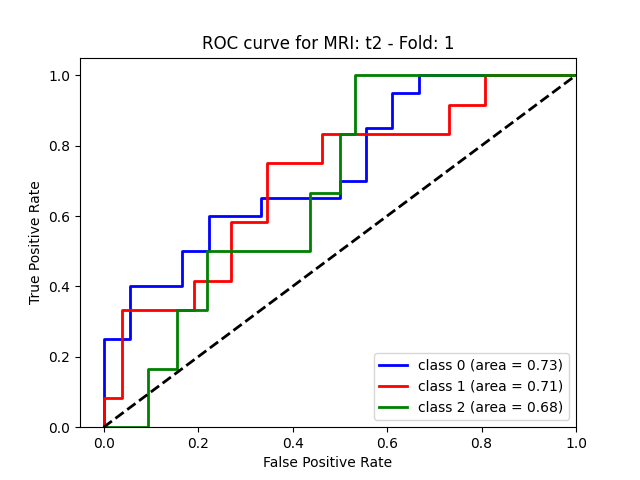 ROC curve for MRI: t2 - Fold: 1
1.0
0.8
0.6
0.4
0.2
0.0
True Positive Rate
class 0 (area = 0.73)
class 1 (area = 0.71)
class 2 (area = 0.68)
0.0 0.2 0.4 0.6 0.8 1.0
False Positive Rate